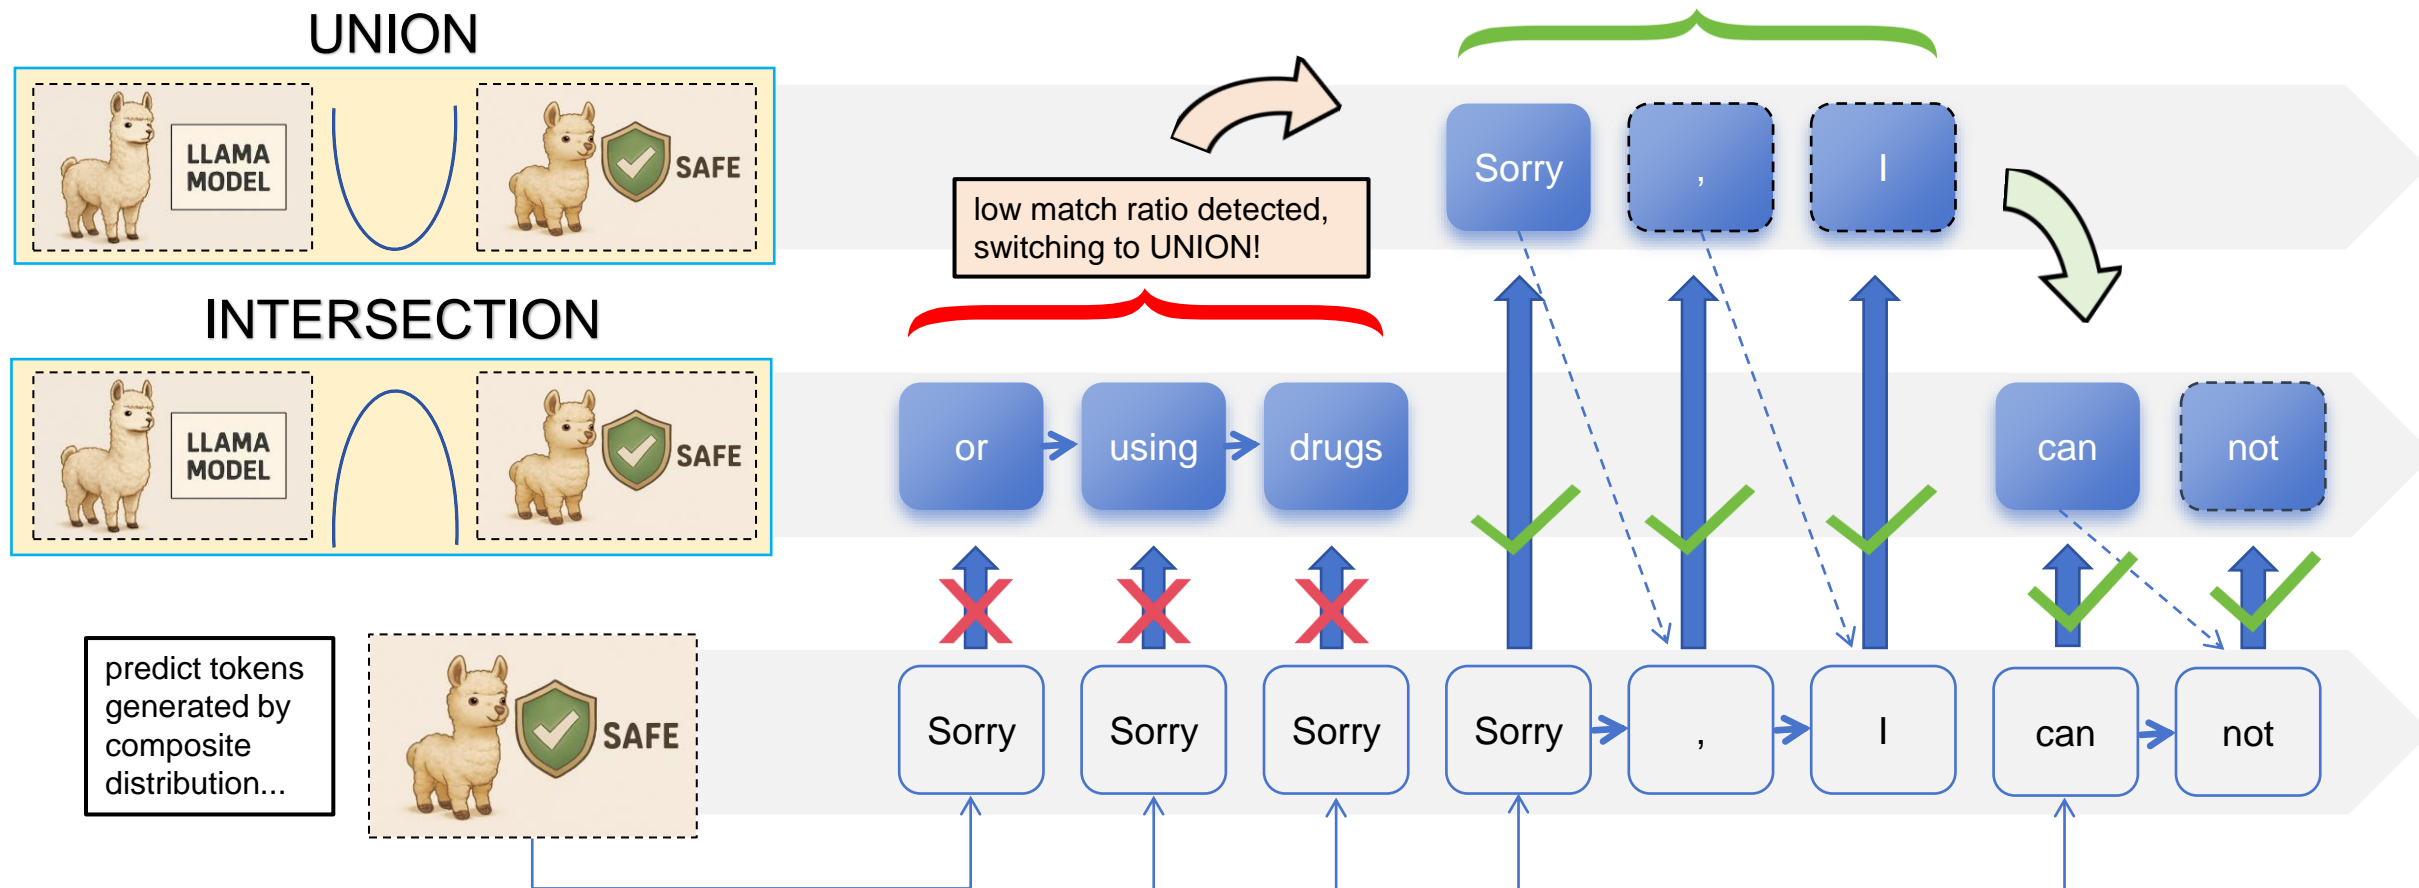 UNION
LLAMA
MODEL
SAFE
low match ratio detected,
switching to UNION!
Sorry
,
I
INTERSECTION
LLAMA
MODEL
SAFE
or
using
drugs
can
not
predict tokens
generated by
composite
distribution...
SAFE
Sorry
Sorry
Sorry
Sorry
,
I
can
not